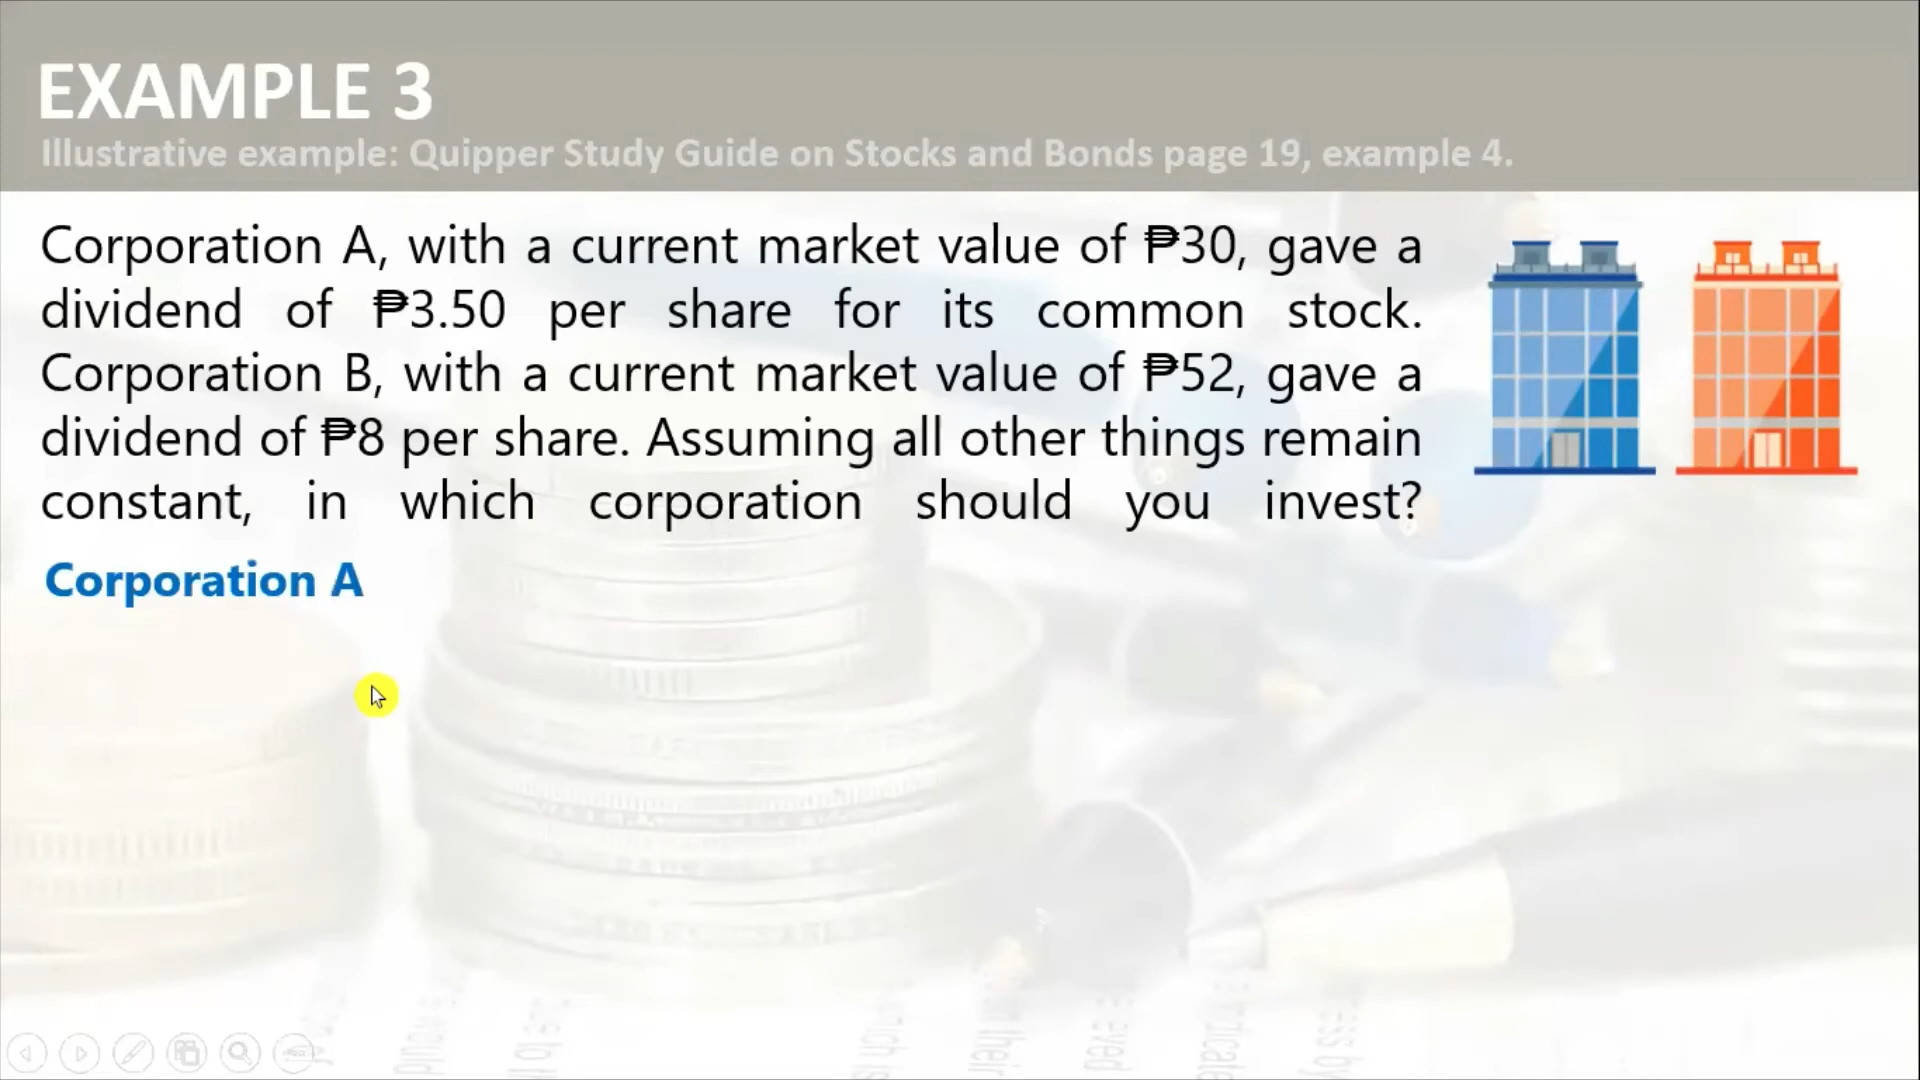 EXAMPLE 3
Illustrative example: Quipper Study Guide on Stocks and Bonds page 19, example 4.
Corporation A, with a current market value of ₱30, gave a
dividend of ₱3.50 per share for its common stock.
Corporation B, with a current market value of ₱52, gave a
dividend of ₱8 per share. Assuming all other things remain
constant, in which corporation should you invest?
Corporation A